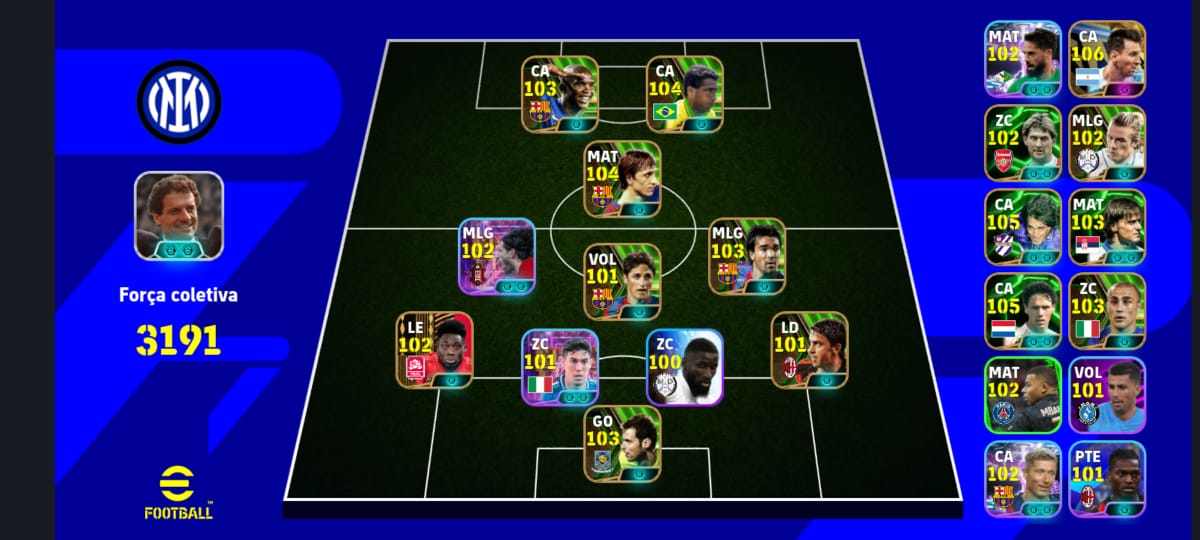 Força coletiva
3191
FOOTBALL™
CA
103
CA
104
MAT
104
MLG
102
MLG
103
VOL
101
LE
102
ZC
101
ZC
100
LD
101
GO
103
MAT
102
CA
106
ZC
102
MLG
102
CA
105
MAT
103
CA
105
ZC
103
MAT
102
MBAP
VOL
101
CA
102
PTE
101